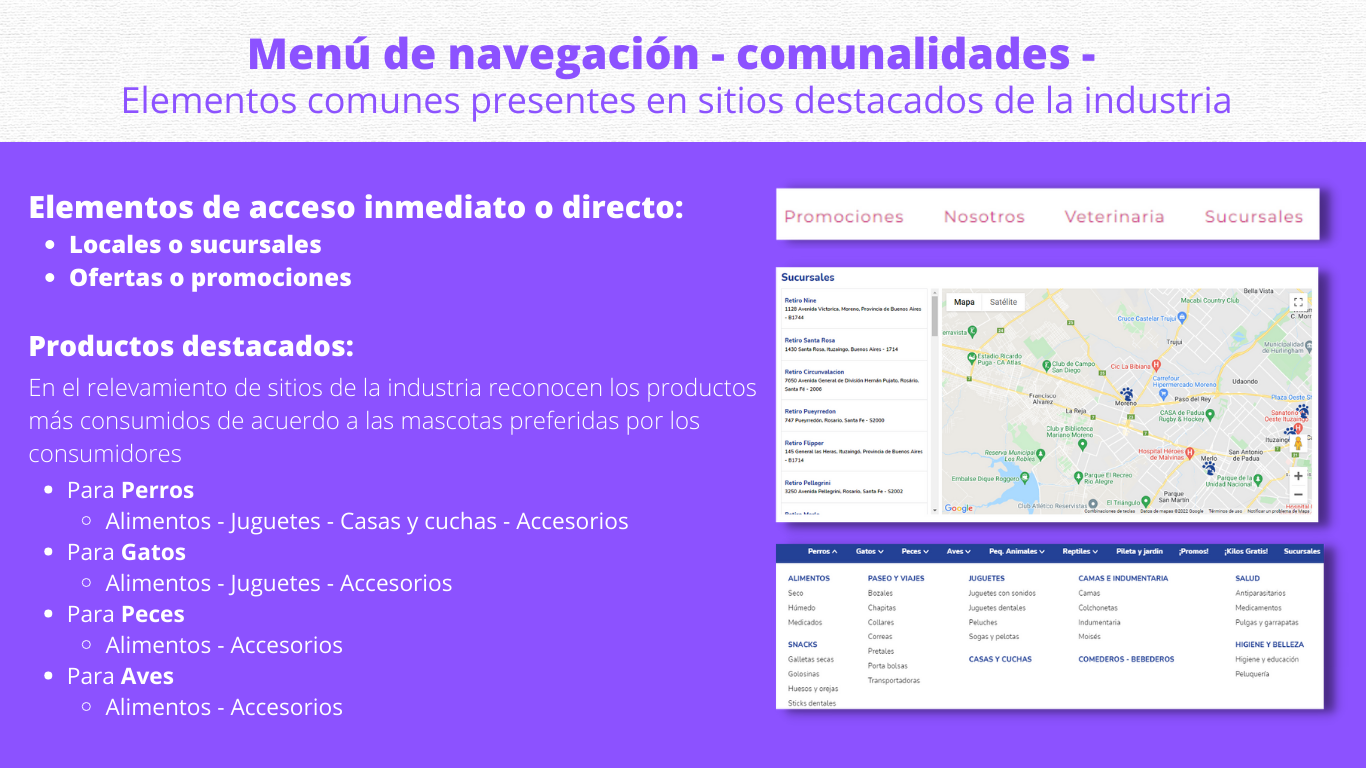 Menú de navegación - comunalidades -
Elementos comunes presentes en sitios destacados de la industria
Elementos de acceso inmediato o directo:
• Locales o sucursales
• Ofertas o promociones
Productos destacados:
En el relevamiento de sitios de la industria reconocen los productos
más consumidos de acuerdo a las mascotas preferidas por los
consumidores
• Para Perros
○ Alimentos - Juguetes - Casas y cuchas - Accesorios
• Para Gatos
○ Alimentos - Juguetes - Accesorios
• Para Peces
○ Alimentos - Accesorios
• Para Aves
○ Alimentos - Accesorios
Promociones Nosotros Veterinaria Sucursales
Sucursales
Retiro Nine
1128 Avenida Victorica, Moreno, Provincia de Buenos Aires
- B1744
Retiro Santa Rosa
1430 Santa Rosa, Ituzaingo, Buenos Aires - 1714
Retiro Circunvalacion
7050 Avenida General de División Hernán Pujato, Rosario,
Santa Fe - 2006
Retiro Pueyrredon
747 Pueyrredón, Rosario, Santa Fe - S2000
Retiro Flipper
145 General las Heras, Ituzaingó, Provincia de Buenos Aires
- B1714
Retiro Pellagrini
3250 Avenida Pellegrini, Rosario, Santa Fe - S2002
Mapa Satélite
Bella Vista
Macabi Country Club
Cruce Castelar Trujui
Trujui
Municipalidad
de Hurlingham
Estadio Ricardo
Puga - CA Atlas
Club de Campo
Banco Provincia
Cic La Bibiana
Carrefour
Hipermercado Moreno
Udaondo
Francisco
Álvarez
Moreno
Paso del Rey
Plaza Oeste
La Reja
CASA de Padua
Rugby & Hockey
Sanatorio
Oeste Ituzaingó
Club y Biblioteca
Mariano Moreno
Reserva Municipal
Los Robles
Hospital Héroes
de Malvinas
Merlo
San Antonio
de Padua
Embalse Dique Roggero
Parque El Recreo
Rio Alegre
Parque de la
Unidad Nacional
Parque
San Martín
El Triangulo
Club Atlético Reservistas
Google
Combinaciones de teclas Datos de mapas ©2022 Google Términos de uso Notificar un problema de Maps
Perros Gatos Peces Aves Peq. Animales Reptiles Pileta y jardín ¡Promos! ¡Kilos Gratis! Sucursales
ALIMENTOS PASEO Y VIAJES JUGUETES CAMAS E INDUMENTARIA SALUD
Seco Bozales Juguetes con sonidos Camas Antiparasitarios
Húmedo Chapitas Juguetes dentales Colchonetas Medicamentos
Medicados Collares Peluches Indumentaria Pulgas y garrapatas
Correas Sogas y pelotas Moisés
SNACKS Pretales HIGIENE Y BELLEZA
Galletas secas Porta bolsas CASAS Y CUCHAS COMEDEROS - BEBEDEROS Higiene y educación
Golosinas Transportadoras Peluquería
Huesos y orejas
Sticks dentales